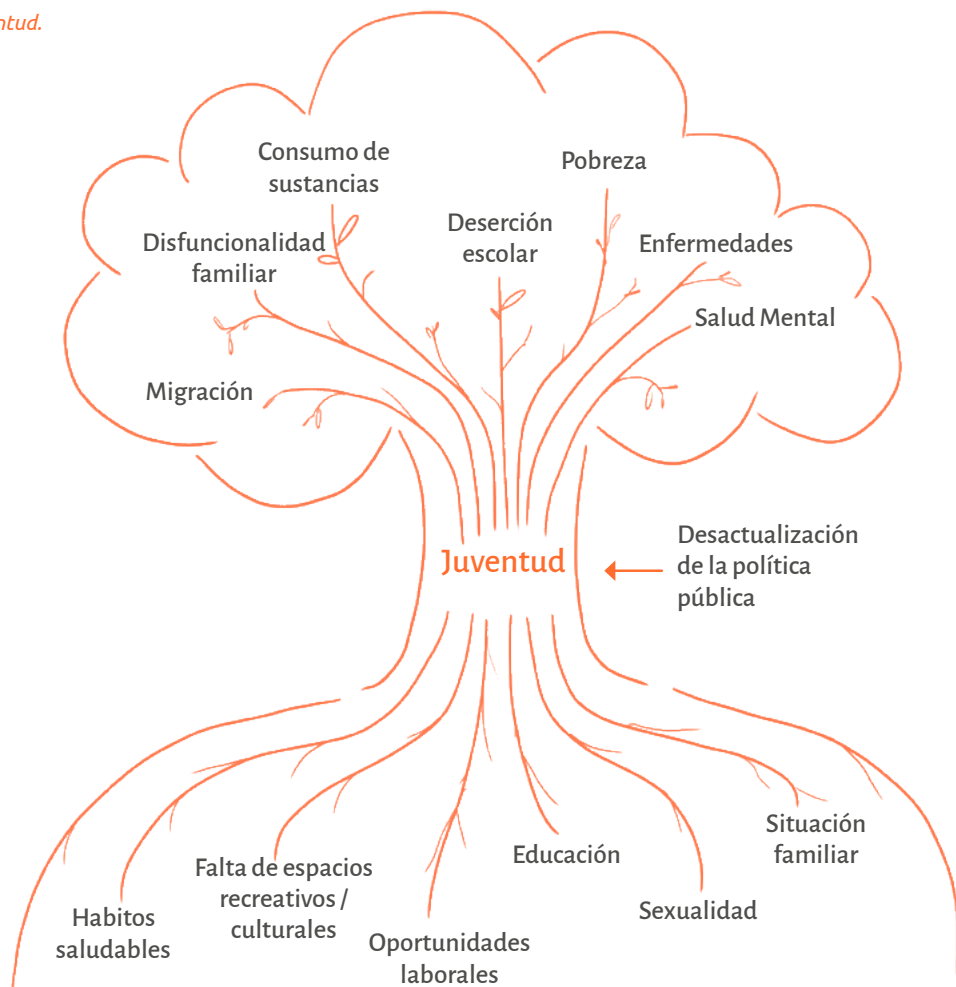 Consumo de
sustancias
Pobreza
Deserción
escolar
Disfuncionalidad
familiar
Enfermedades
Salud Mental
Migración
Juventud
Desactualización
de la política
pública
Situación
familiar
Educación
Falta de espacios
recreativos /
culturales
Sexualidad
Habitos
saludables
Oportunidades
laborales